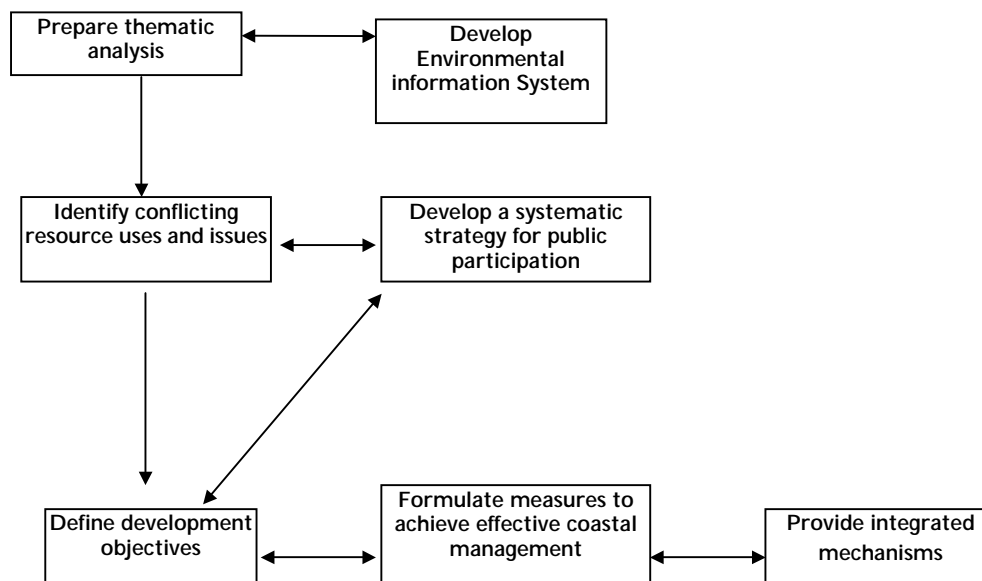 Prepare thematic
analysis
Develop
Environmental
information System
Identify conflicting
resource uses and issues
Develop a systematic
strategy for public
participation
Define development
objectives
Formulate measures to
achieve effective coastal
management
Provide integrated
mechanisms